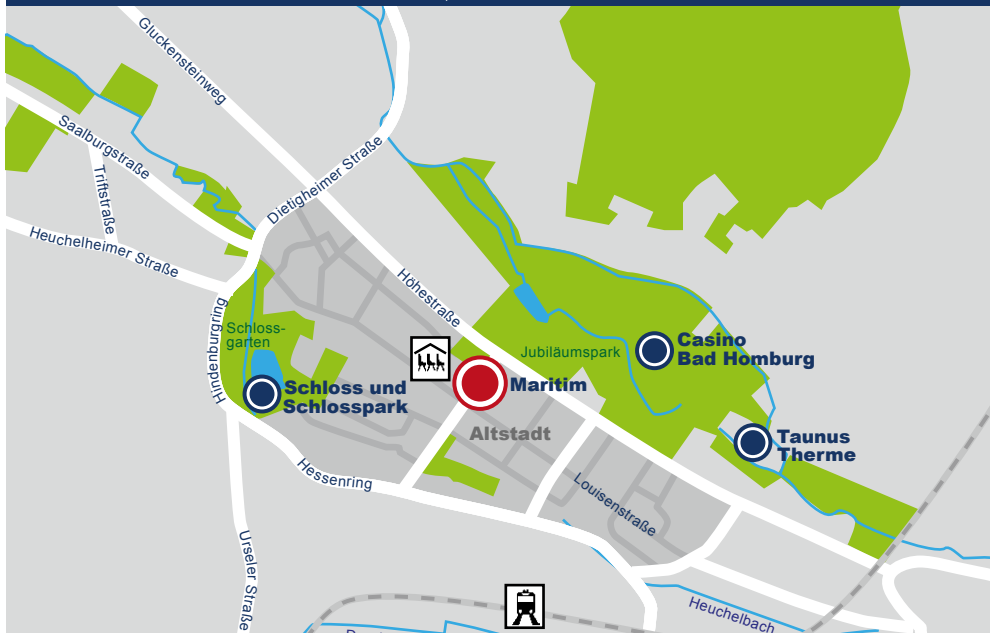 Gluckensteinweg
Saalburgstraße
Triftstraße
Dietigheimer Straße
Heuchelheimer Straße
Höhestraße
Hindenburgring
Schloss-
garten
Jubiläumspark
Casino
Bad Homburg
Schloss und
Schlosspark
Maritim
Altstadt
Taunus
Therme
Hessenring
Louisenstraße
Urseler Straße
Heuchelbach